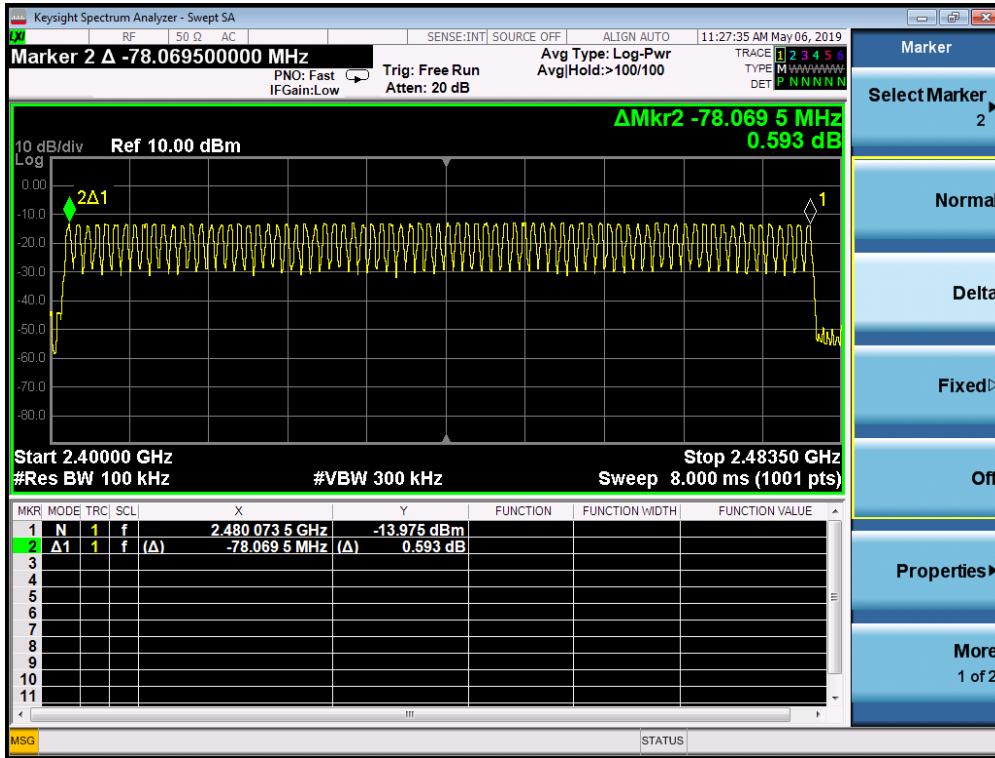 Keysight Spectrum Analyzer - Swept SA
LXI RF 50 Ω AC SENSE:INT SOURCE OFF ALIGN AUTO 11:27:35 AM May 06, 2019
Marker 2 Δ -78.069500000 MHz
PNO: Fast
IFGain:Low
Trig: Free Run
Atten: 20 dB
Avg Type: Log-Pwr
Avg|Hold:>100/100
TRACE 1 2 3 4 5 6
TYPE M WWWWW
DET P N N N N N
ΔMkr2 -78.069 5 MHz
0.593 dB
10 dB/div Ref 10.00 dBm
Log
0.00
-10.0
-20.0
-30.0
-40.0
-50.0
-60.0
-70.0
-80.0
2Δ1
1
Start 2.40000 GHz Stop 2.48350 GHz
#Res BW 100 kHz #VBW 300 kHz Sweep 8.000 ms (1001 pts)
MKR MODE TRC SCL X Y FUNCTION FUNCTION WIDTH FUNCTION VALUE
1 N 1 f 2.480 073 5 GHz -13.975 dBm
2 Δ1 1 f (Δ) -78.069 5 MHz (Δ) 0.593 dB
3
4
5
6
7
8
9
10
11
MSG STATUS
Marker
Select Marker
2
Normal
Delta
Fixed
Off
Properties
More
1 of 2